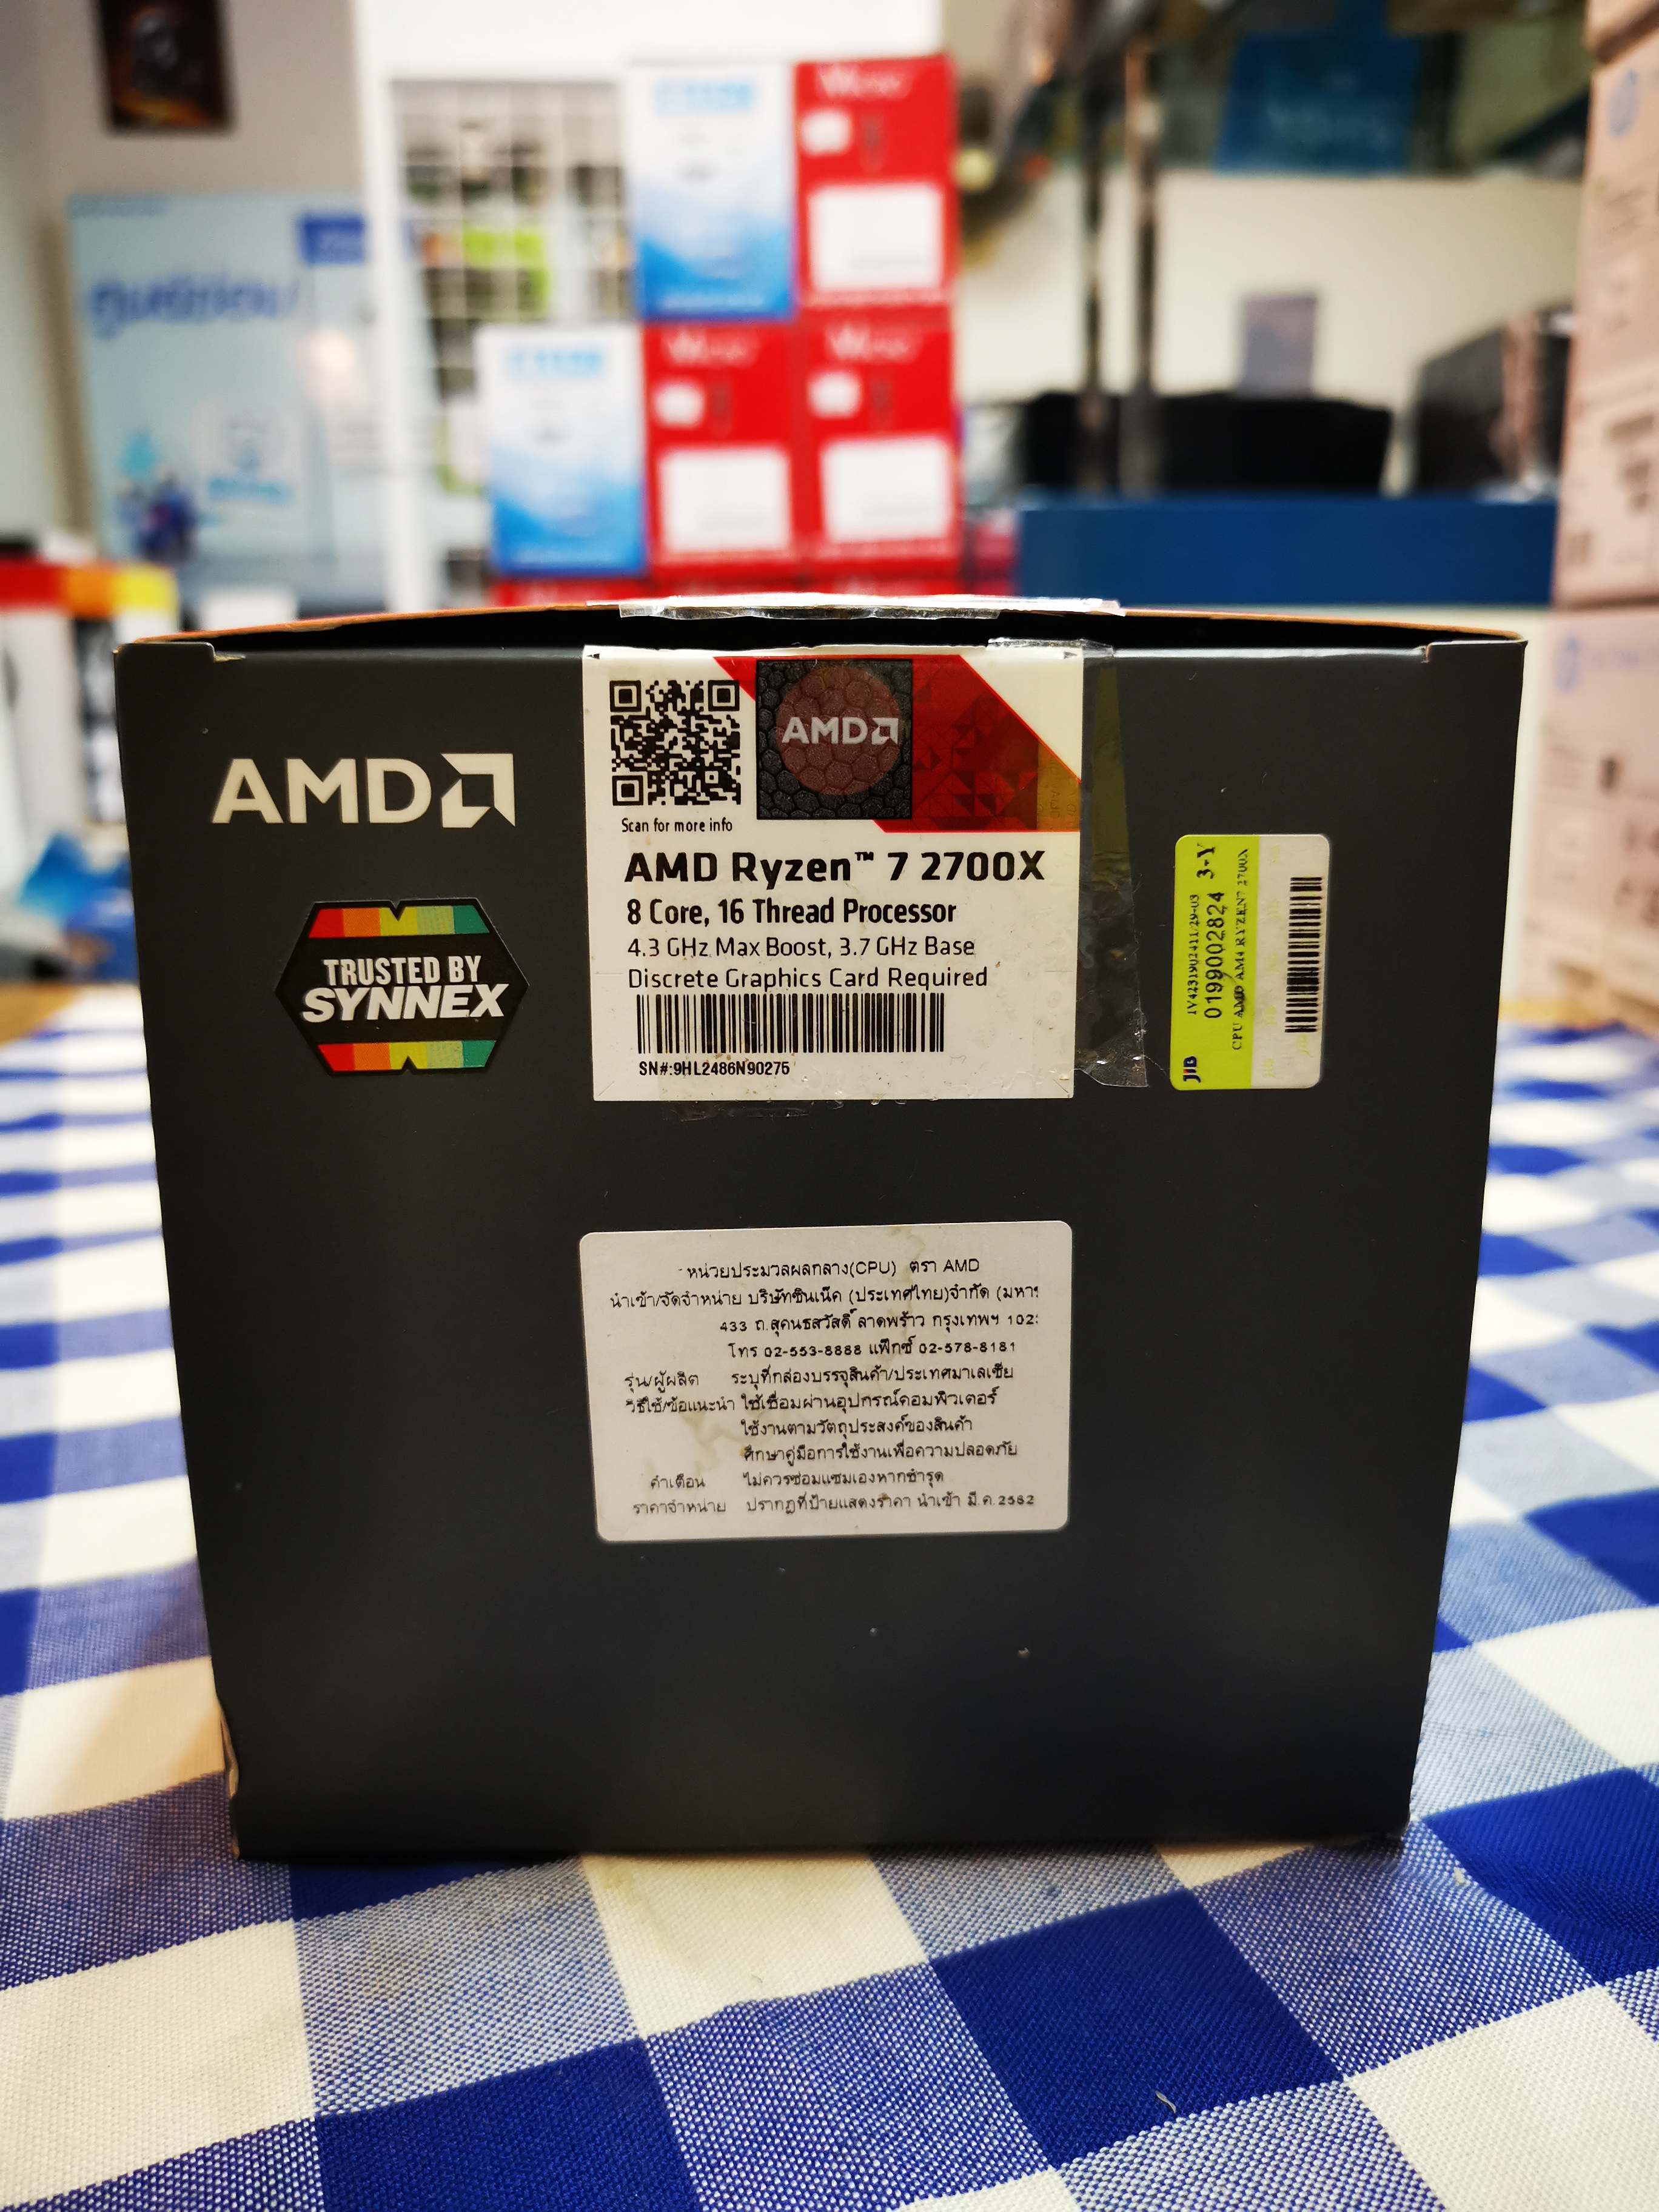 AMD
AMD
Scan for more info
AMD Ryzen™ 7 2700X
8 Core, 16 Thread Processor
4.3 GHz Max Boost, 3.7 GHz Base
Discrete Graphics Card Required
SN#:9HL2486N90275
TRUSTED BY
SYNNEX
IV4231902411/29-03
0199002824 3-Y
CPU AMD AM4 RYZEN7 2700X
JIB
หน่วยประมวลผลกลาง(CPU) ตรา AMD
นำเข้า/จัดจำหน่าย บริษัทซินเน็ค (ประเทศไทย)จำกัด
433 ถ.สุคนธสวัสดิ์ ลาดพร้าว กรุงเทพฯ
โทร 02-553-8888 แฟ๊กซ์ 02-578-8181
รุ่น/ผู้ผลิต ระบุที่กล่องบรรจุสินค้า/ประเทศมาเลเซีย
วิธีใช้/ข้อแนะนำ ใช้เชื่อมผ่านอุปกรณ์คอมพิวเตอร์
ใช้งานตามวัตถุประสงค์ของสินค้า
ศึกษาคู่มือการใช้งานเพื่อความปลอดภัย
คำเตือน ไม่ควรซ่อมแซมเองหากชำรุด
ราคาจำหน่าย ปรากฏที่ป้ายแสดงราคา นำเข้า มี.ค.2562